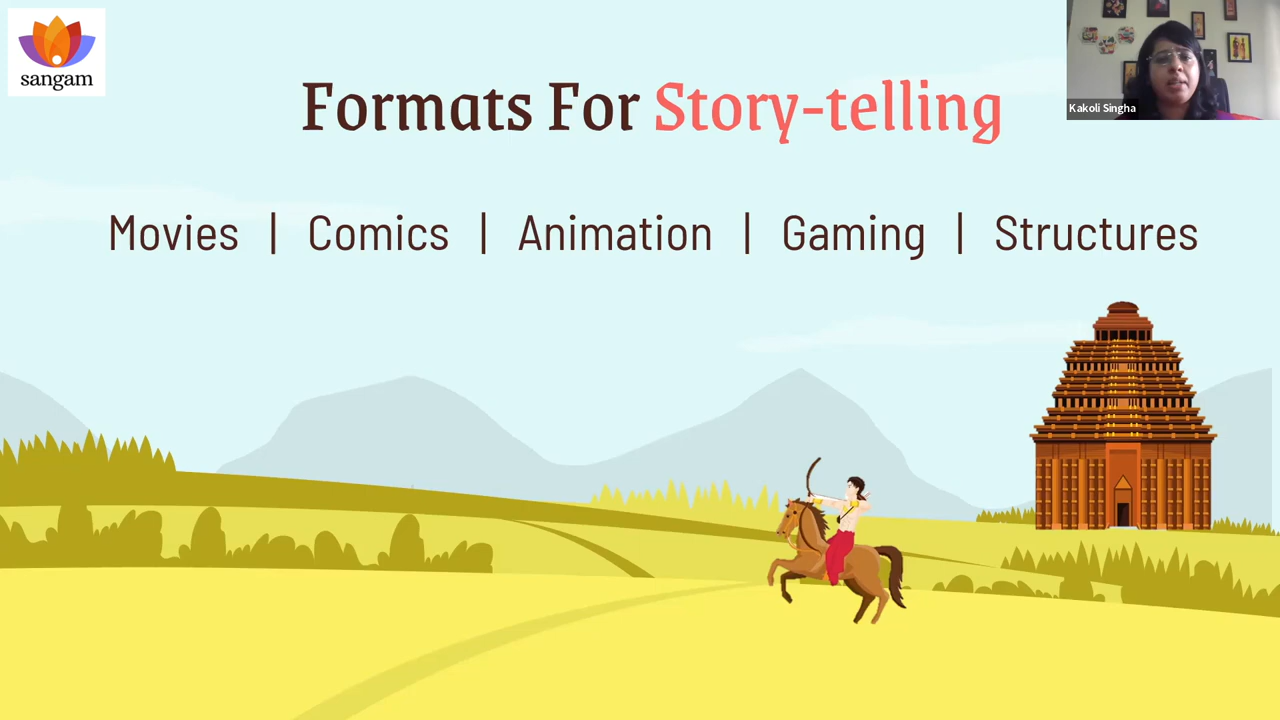 sangam
Formats For Story-telling
Kakoli Singha
Movies | Comics | Animation | Gaming | Structures